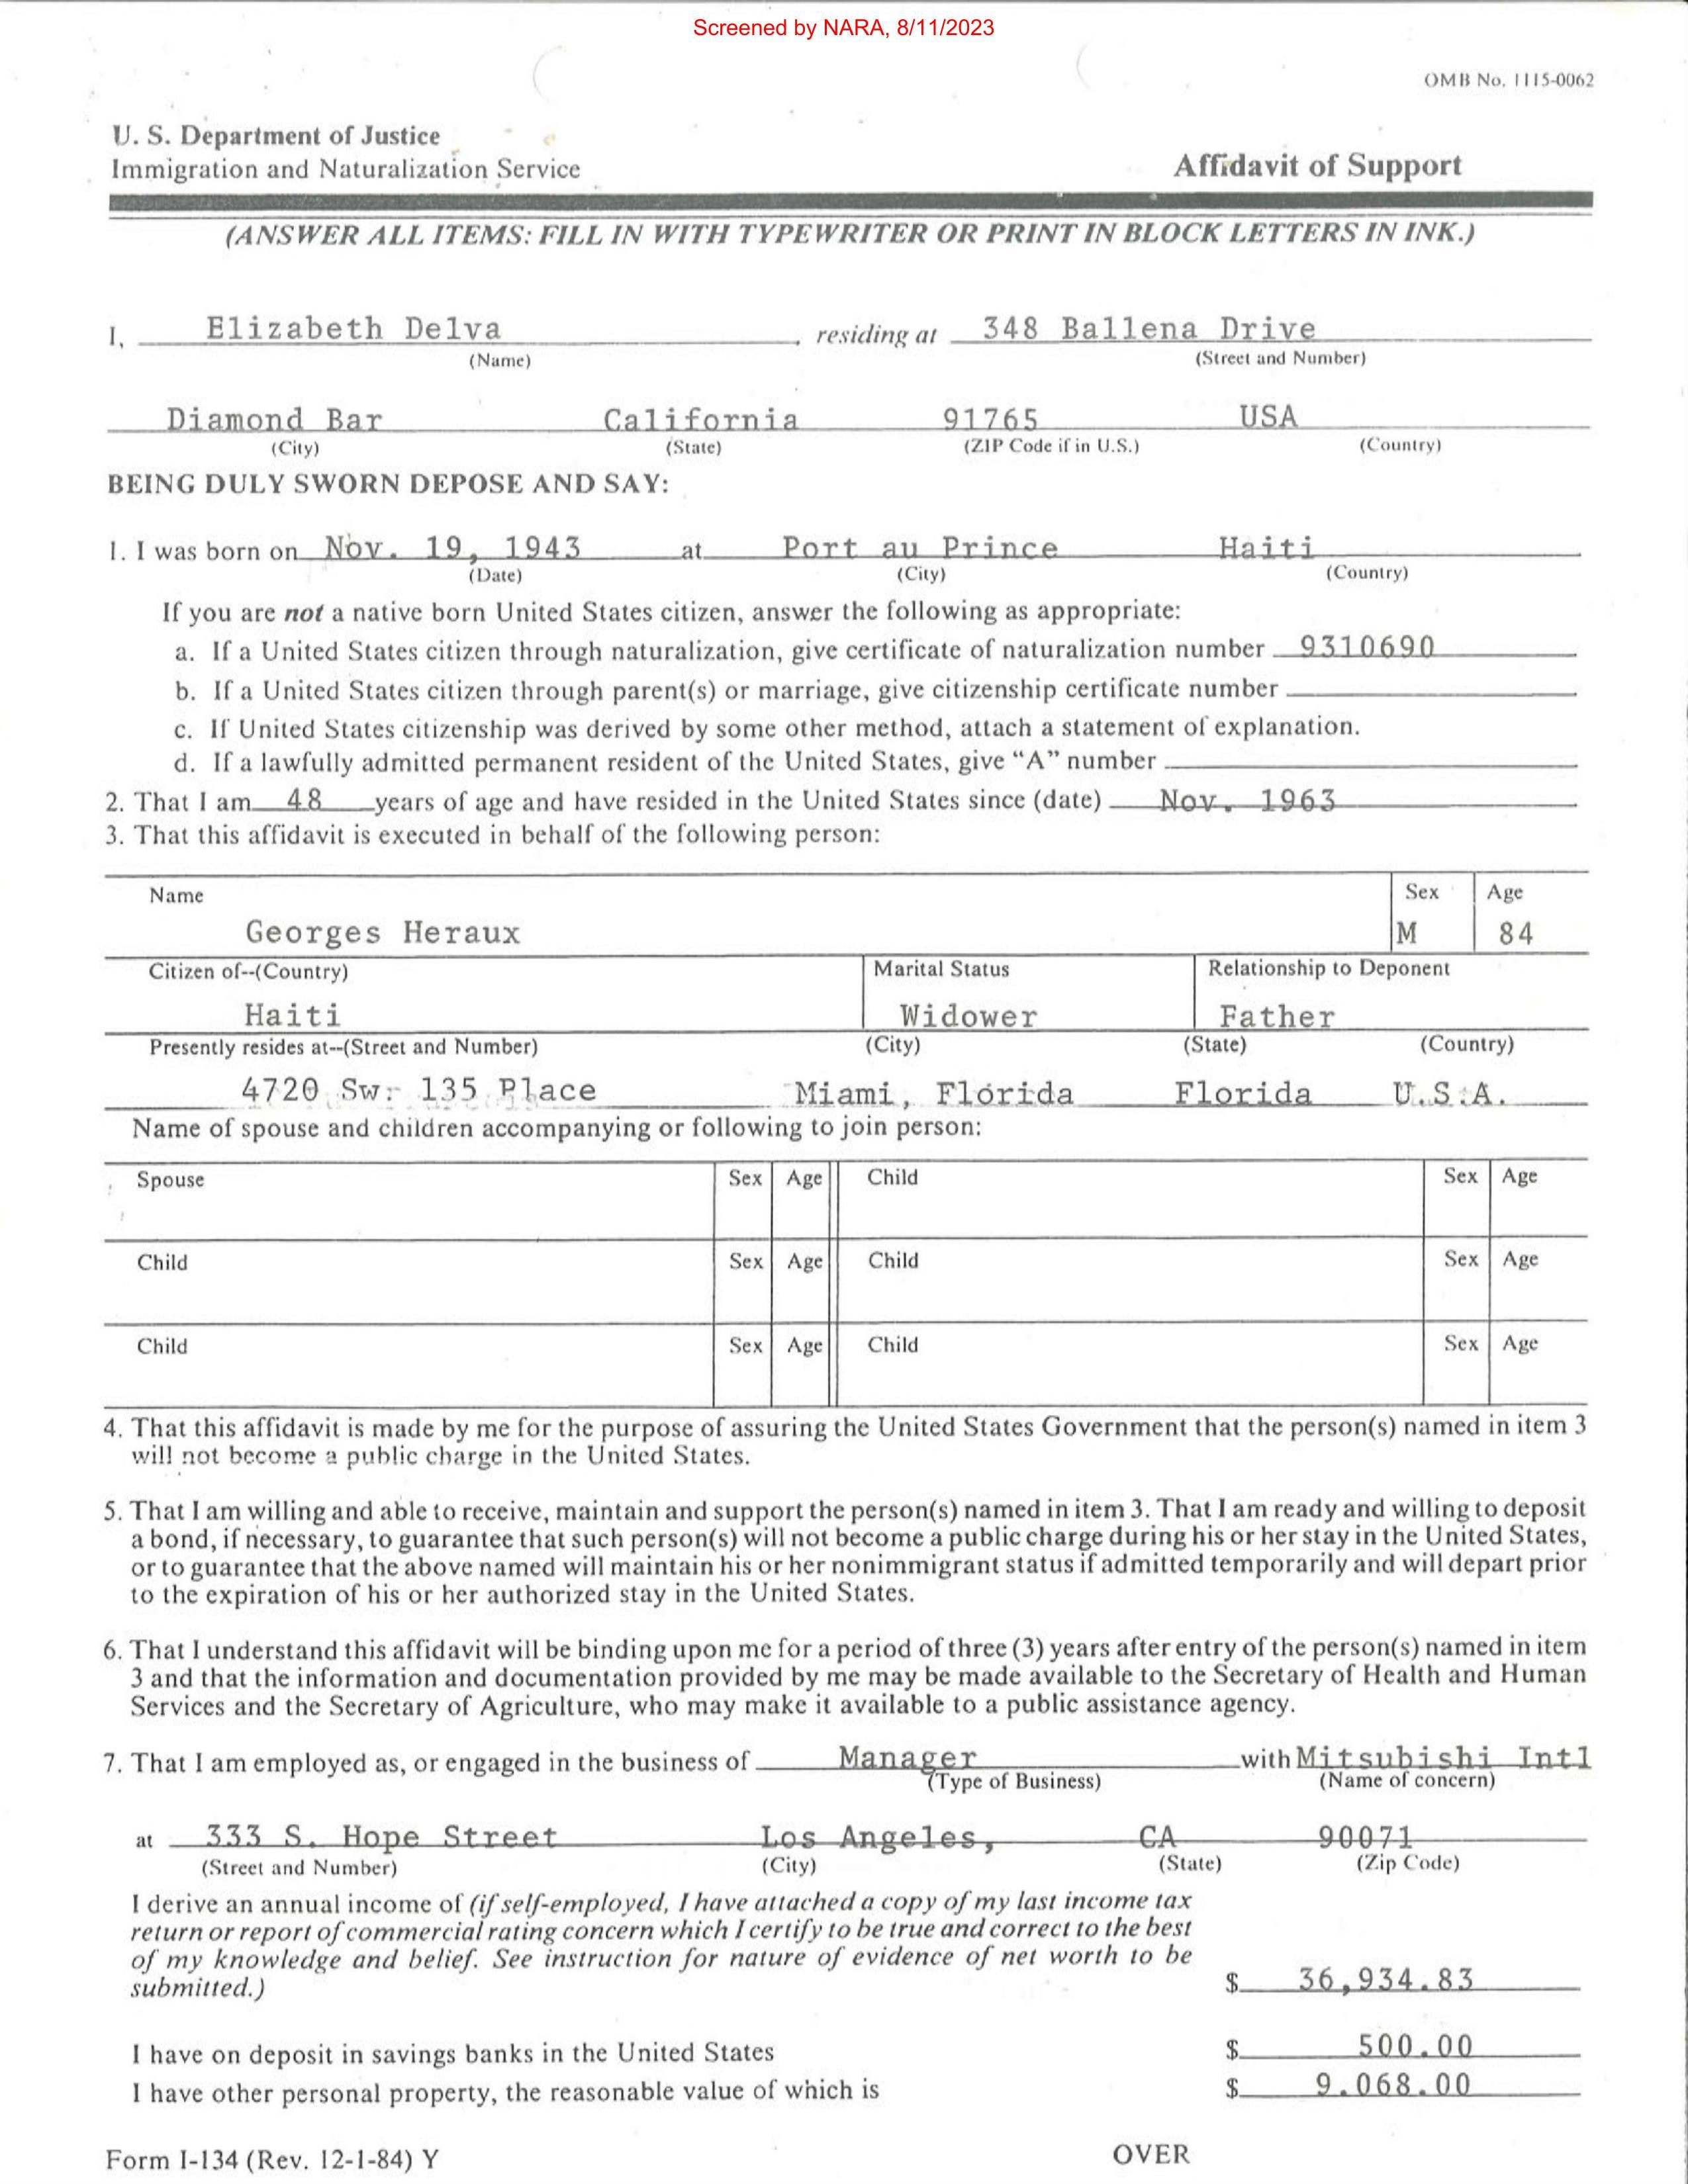 Screened by NARA, 8/11/2023
OMB No. 1115-0062
U. S. Department of Justice
Immigration and Naturalization Service
Affidavit of Support
(ANSWER ALL ITEMS: FILL IN WITH TYPEWRITER OR PRINT IN BLOCK LETTERS IN INK.)
I, Elizabeth Delva, residing at 348 Ballena Drive
(Name) (Street and Number)
Diamond Bar California 91765 USA
(City) (State) (ZIP Code if in U.S.) (Country)
BEING DULY SWORN DEPOSE AND SAY:
1. I was born on Nov. 19, 1943 at Port au Prince Haiti
(Date) (City) (Country)
If you are not a native born United States citizen, answer the following as appropriate:
a. If a United States citizen through naturalization, give certificate of naturalization number 9310690
b. If a United States citizen through parent(s) or marriage, give citizenship certificate number
c. If United States citizenship was derived by some other method, attach a statement of explanation.
d. If a lawfully admitted permanent resident of the United States, give “A” number
2. That I am 48 years of age and have resided in the United States since (date) Nov. 1963
3. That this affidavit is executed in behalf of the following person:
Name Sex Age
Georges Heraux M 84
Citizen of--(Country) Marital Status Relationship to Deponent
Haiti Widower Father
Presently resides at--(Street and Number) (City) (State) (Country)
4720 Sw. 135 Place Miami, Florida Florida U.S.A.
Name of spouse and children accompanying or following to join person:
Spouse Sex Age Child Sex Age
Child Sex Age Child Sex Age
Child Sex Age Child Sex Age
4. That this affidavit is made by me for the purpose of assuring the United States Government that the person(s) named in item 3
will not become a public charge in the United States.
5. That I am willing and able to receive, maintain and support the person(s) named in item 3. That I am ready and willing to deposit
a bond, if necessary, to guarantee that such person(s) will not become a public charge during his or her stay in the United States,
or to guarantee that the above named will maintain his or her nonimmigrant status if admitted temporarily and will depart prior
to the expiration of his or her authorized stay in the United States.
6. That I understand this affidavit will be binding upon me for a period of three (3) years after entry of the person(s) named in item
3 and that the information and documentation provided by me may be made available to the Secretary of Health and Human
Services and the Secretary of Agriculture, who may make it available to a public assistance agency.
7. That I am employed as, or engaged in the business of Manager with Mitsubishi Intl
(Type of Business) (Name of concern)
at 333 S. Hope Street Los Angeles, CA 90071
(Street and Number) (City) (State) (Zip Code)
I derive an annual income of (if self-employed, I have attached a copy of my last income tax
return or report of commercial rating concern which I certify to be true and correct to the best
of my knowledge and belief. See instruction for nature of evidence of net worth to be
submitted.) $ 36,934.83
I have on deposit in savings banks in the United States $ 500.00
I have other personal property, the reasonable value of which is $ 9.068.00
Form I-134 (Rev. 12-1-84) Y OVER